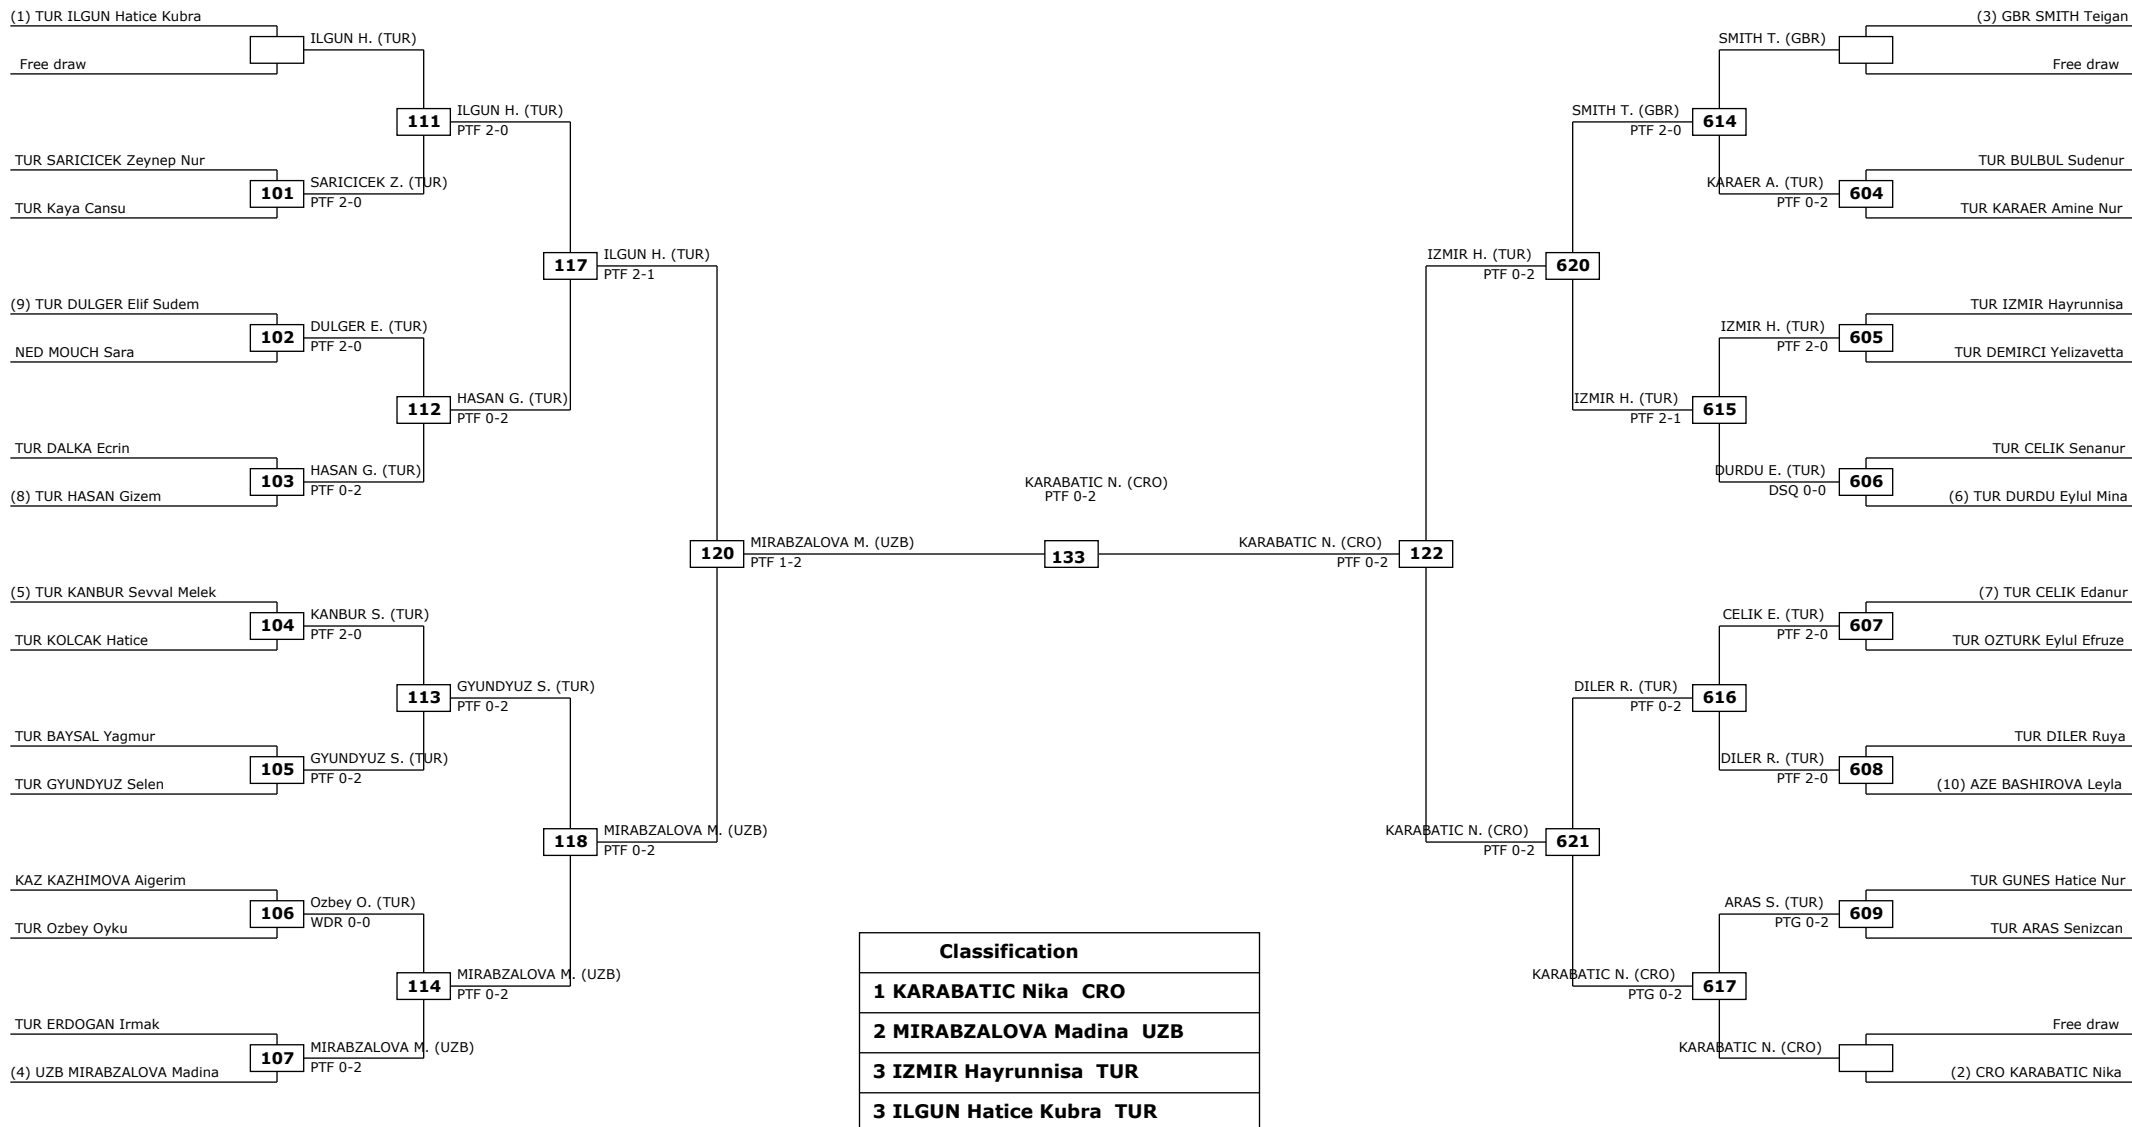 (1) TUR ILGUN Hatice Kubra
ILGUN H. (TUR)
Free draw
111
ILGUN H. (TUR)
PTF 2-0
TUR SARICICEK Zeynep Nur
101
SARICICEK Z. (TUR)
PTF 2-0
TUR Kaya Cansu
117
ILGUN H. (TUR)
PTF 2-1
(9) TUR DULGER Elif Sudem
102
DULGER E. (TUR)
PTF 2-0
NED MOUCH Sara
112
HASAN G. (TUR)
PTF 0-2
TUR DALKA Ecrin
103
HASAN G. (TUR)
PTF 0-2
(8) TUR HASAN Gizem
120
MIRABZALOVA M. (UZB)
PTF 1-2
(5) TUR KANBUR Sevval Melek
104
KANBUR S. (TUR)
PTF 2-0
TUR KOLCAK Hatice
113
GYUNDYUZ S. (TUR)
PTF 0-2
TUR BAYSAL Yagmur
105
GYUNDYUZ S. (TUR)
PTF 0-2
TUR GYUNDYUZ Selen
118
MIRABZALOVA M. (UZB)
PTF 0-2
KAZ KAZHIMOVA Aigerim
106
Ozbey O. (TUR)
WDR 0-0
TUR Ozbey Oyku
114
MIRABZALOVA M. (UZB)
PTF 0-2
TUR ERDOGAN Irmak
107
MIRABZALOVA M. (UZB)
PTF 0-2
(4) UZB MIRABZALOVA Madina
KARABATIC N. (CRO)
PTF 0-2
133
KARABATIC N. (CRO)
PTF 0-2
122
(3) GBR SMITH Teigan
SMITH T. (GBR)
Free draw
SMITH T. (GBR)
PTF 2-0
614
TUR BULBUL Sudenur
KARAER A. (TUR)
PTF 0-2
604
TUR KARAER Amine Nur
IZMIR H. (TUR)
PTF 0-2
620
TUR IZMIR Hayrunnisa
IZMIR H. (TUR)
PTF 2-0
605
TUR DEMIRCI Yelizavetta
IZMIR H. (TUR)
PTF 2-1
615
TUR CELIK Senanur
DURDU E. (TUR)
DSQ 0-0
606
(6) TUR DURDU Eylul Mina
(7) TUR CELIK Edanur
CELIK E. (TUR)
PTF 2-0
607
TUR OZTURK Eylul Efruze
DILER R. (TUR)
PTF 0-2
616
TUR DILER Ruya
DILER R. (TUR)
PTF 2-0
608
(10) AZE BASHIROVA Leyla
KARABATIC N. (CRO)
PTF 0-2
621
TUR GUNES Hatice Nur
ARAS S. (TUR)
PTG 0-2
609
TUR ARAS Senizcan
KARABATIC N. (CRO)
PTG 0-2
617
Free draw
KARABATIC N. (CRO)
(2) CRO KARABATIC Nika
Classification
1 KARABATIC Nika CRO
2 MIRABZALOVA Madina UZB
3 IZMIR Hayrunnisa TUR
3 ILGUN Hatice Kubra TUR